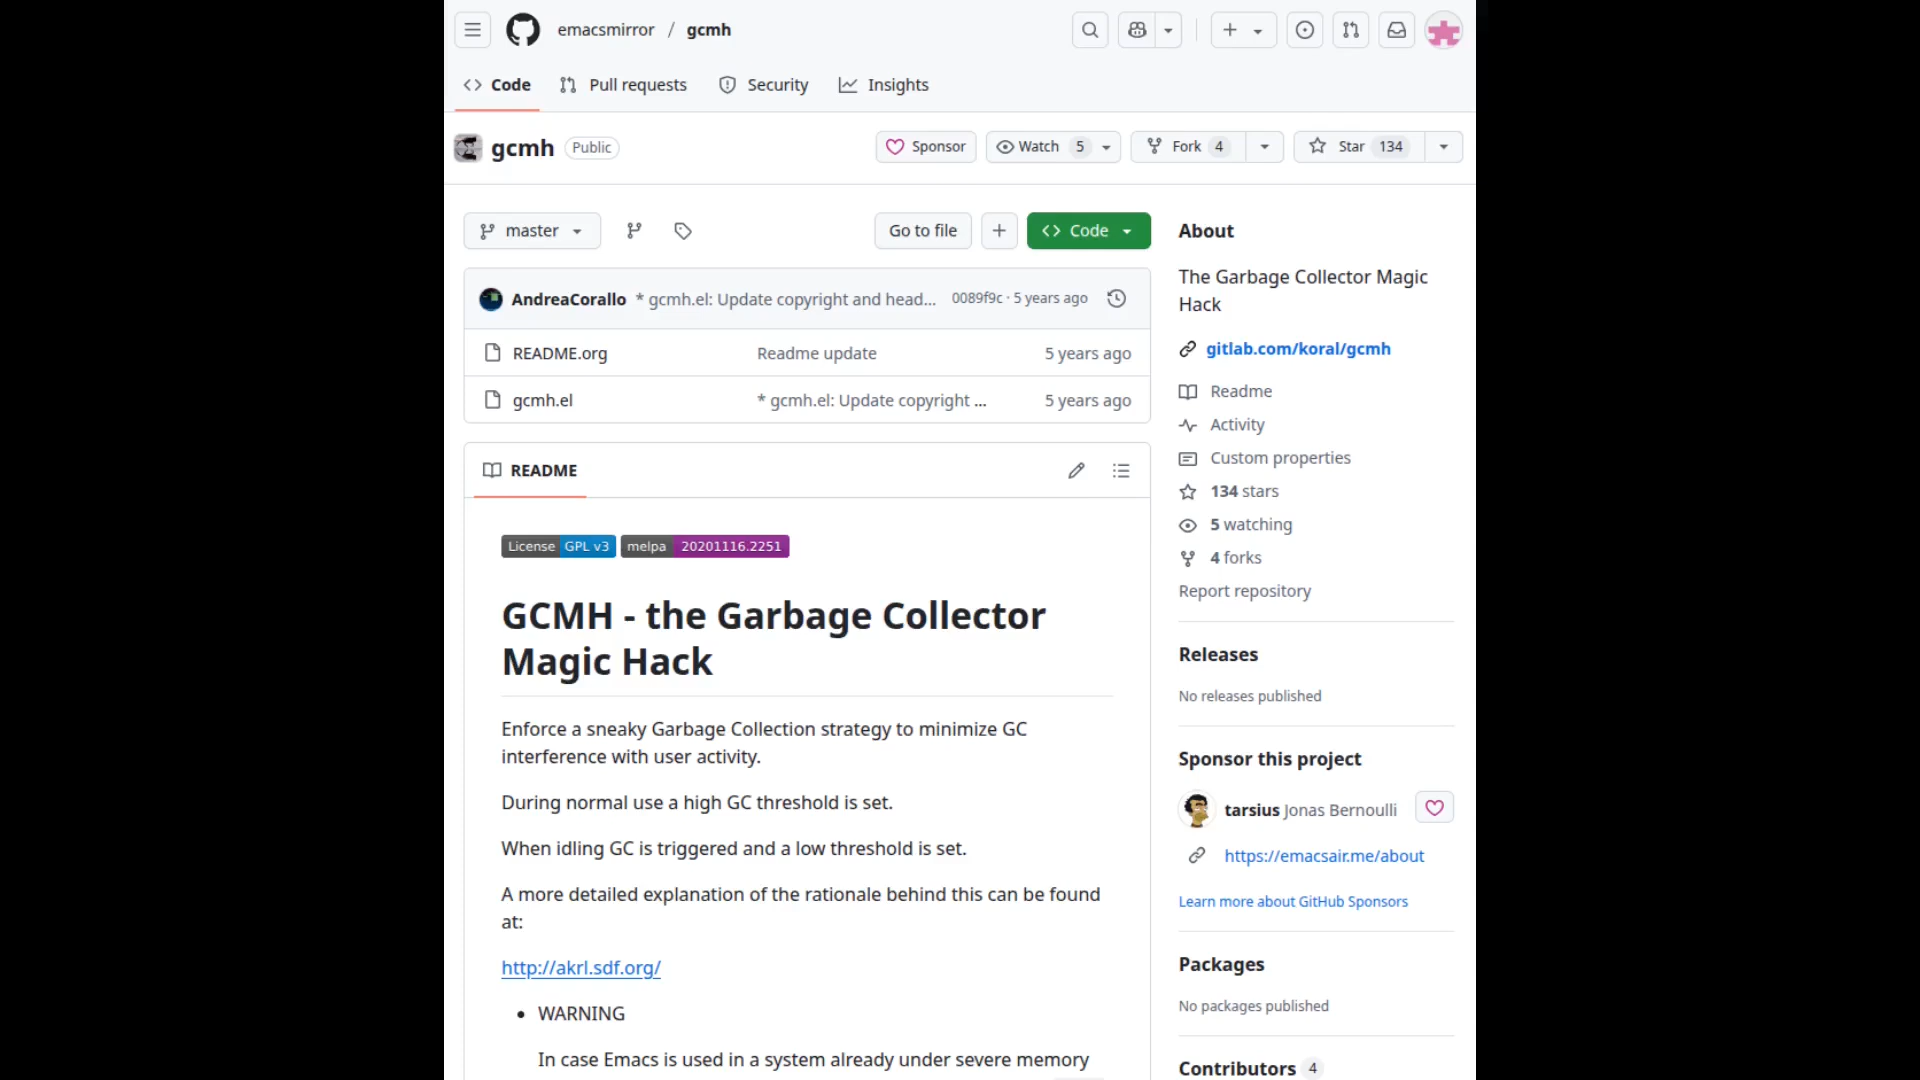 emacsmirror / gcmh
Code Pull requests Security Insights
gcmh Public Sponsor Watch 5 Fork 4 Star 134
master Go to file + Code
AndreaCorallo * gcmh.el: Update copyright and head... 0089f9c · 5 years ago
README.org Readme update 5 years ago
gcmh.el * gcmh.el: Update copyright ... 5 years ago
README
License GPL v3 melpa 20201116.2251
GCMH - the Garbage Collector
Magic Hack
Enforce a sneaky Garbage Collection strategy to minimize GC
interference with user activity.
During normal use a high GC threshold is set.
When idling GC is triggered and a low threshold is set.
A more detailed explanation of the rationale behind this can be found
at:
http://akrl.sdf.org/
• WARNING
In case Emacs is used in a system already under severe memory
About
The Garbage Collector Magic
Hack
gitlab.com/koral/gcmh
Readme
Activity
Custom properties
134 stars
5 watching
4 forks
Report repository
Releases
No releases published
Sponsor this project
tarsius Jonas Bernoulli
https://emacsair.me/about
Learn more about GitHub Sponsors
Packages
No packages published
Contributors 4